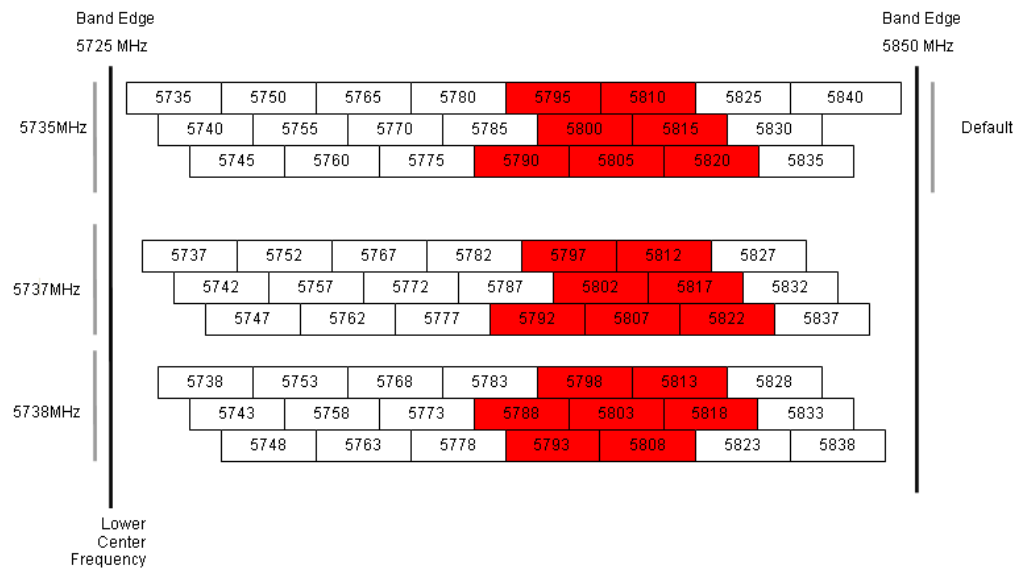 Band Edge
5725 MHz
Band Edge
5850 MHz
5735 5750 5765 5780 5795 5810 5825 5840
5735MHz
5740 5755 5770 5785 5800 5815 5830
Default
5745 5760 5775 5790 5805 5820 5835
5737 5752 5767 5782 5797 5812 5827
5737MHz
5742 5757 5772 5787 5802 5817 5832
5747 5762 5777 5792 5807 5822 5837
5738 5753 5768 5783 5798 5813 5828
5738MHz
5743 5758 5773 5788 5803 5818 5833
5748 5763 5778 5793 5808 5823 5838
Lower
Center
Frequency